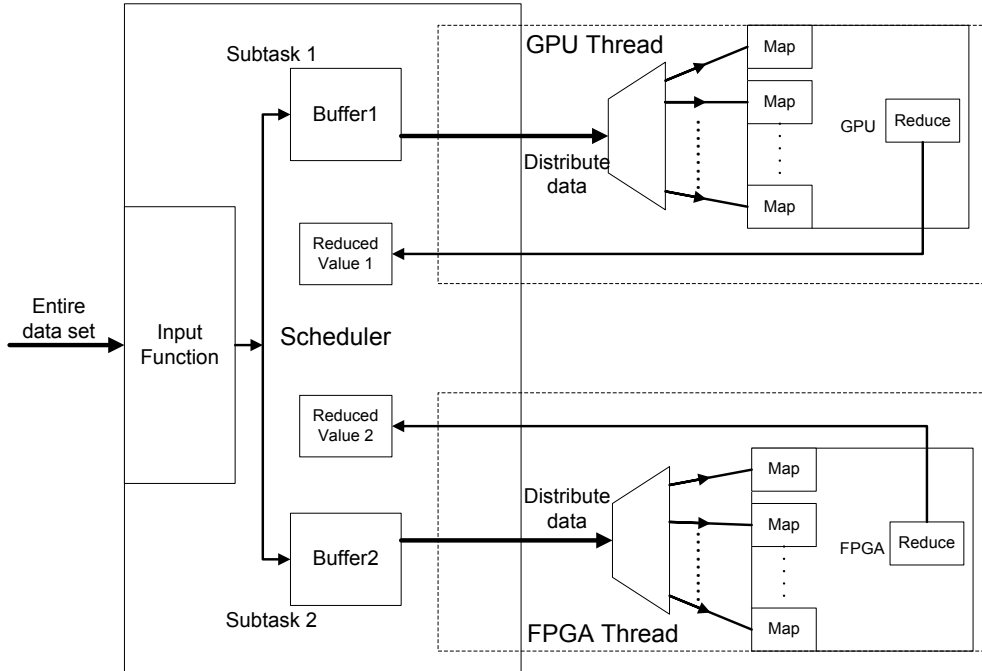 Subtask 1
Buffer1
GPU Thread
Map
Map
Map
GPU
Reduce
Distribute
data
Reduced
Value 1
Entire
data set
Input
Function
Scheduler
Reduced
Value 2
Buffer2
Subtask 2
Distribute
data
Map
Map
Map
FPGA
Reduce
FPGA Thread